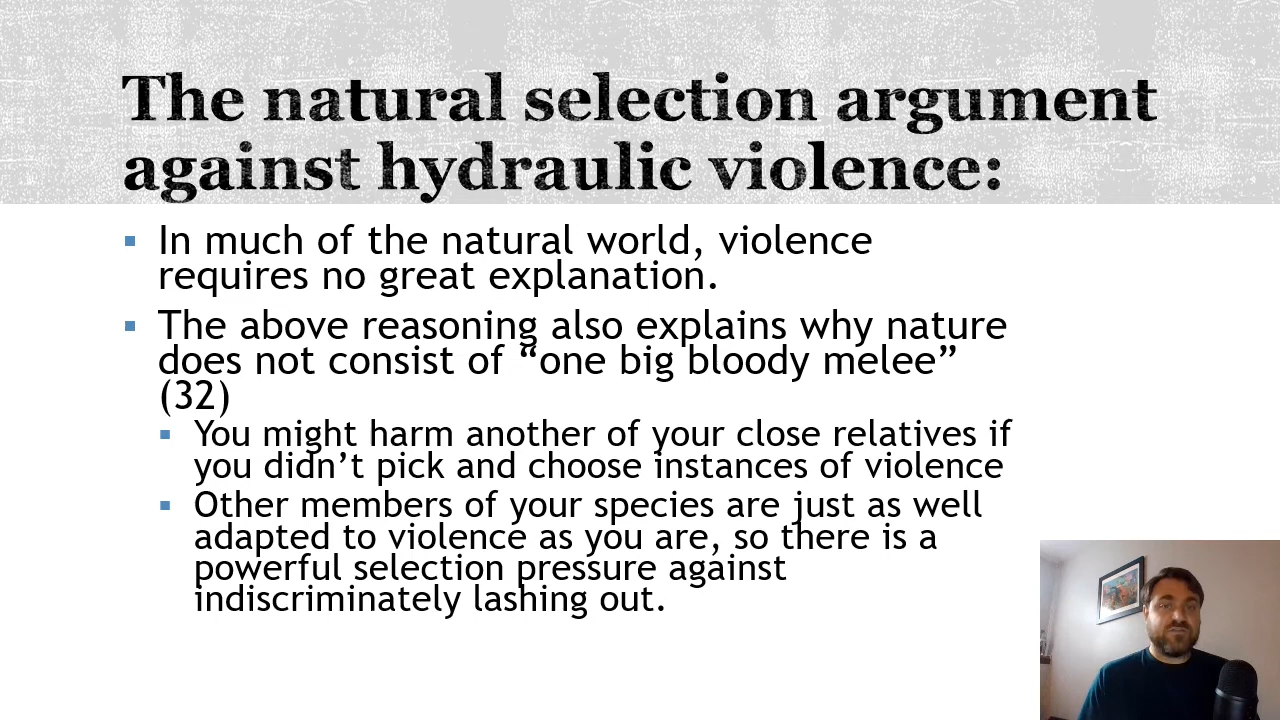 The natural selection argument
against hydraulic violence:
▪ In much of the natural world, violence
requires no great explanation.
▪ The above reasoning also explains why nature
does not consist of “one big bloody melee”
(32)
▪ You might harm another of your close relatives if
you didn’t pick and choose instances of violence
▪ Other members of your species are just as well
adapted to violence as you are, so there is a
powerful selection pressure against
indiscriminately lashing out.